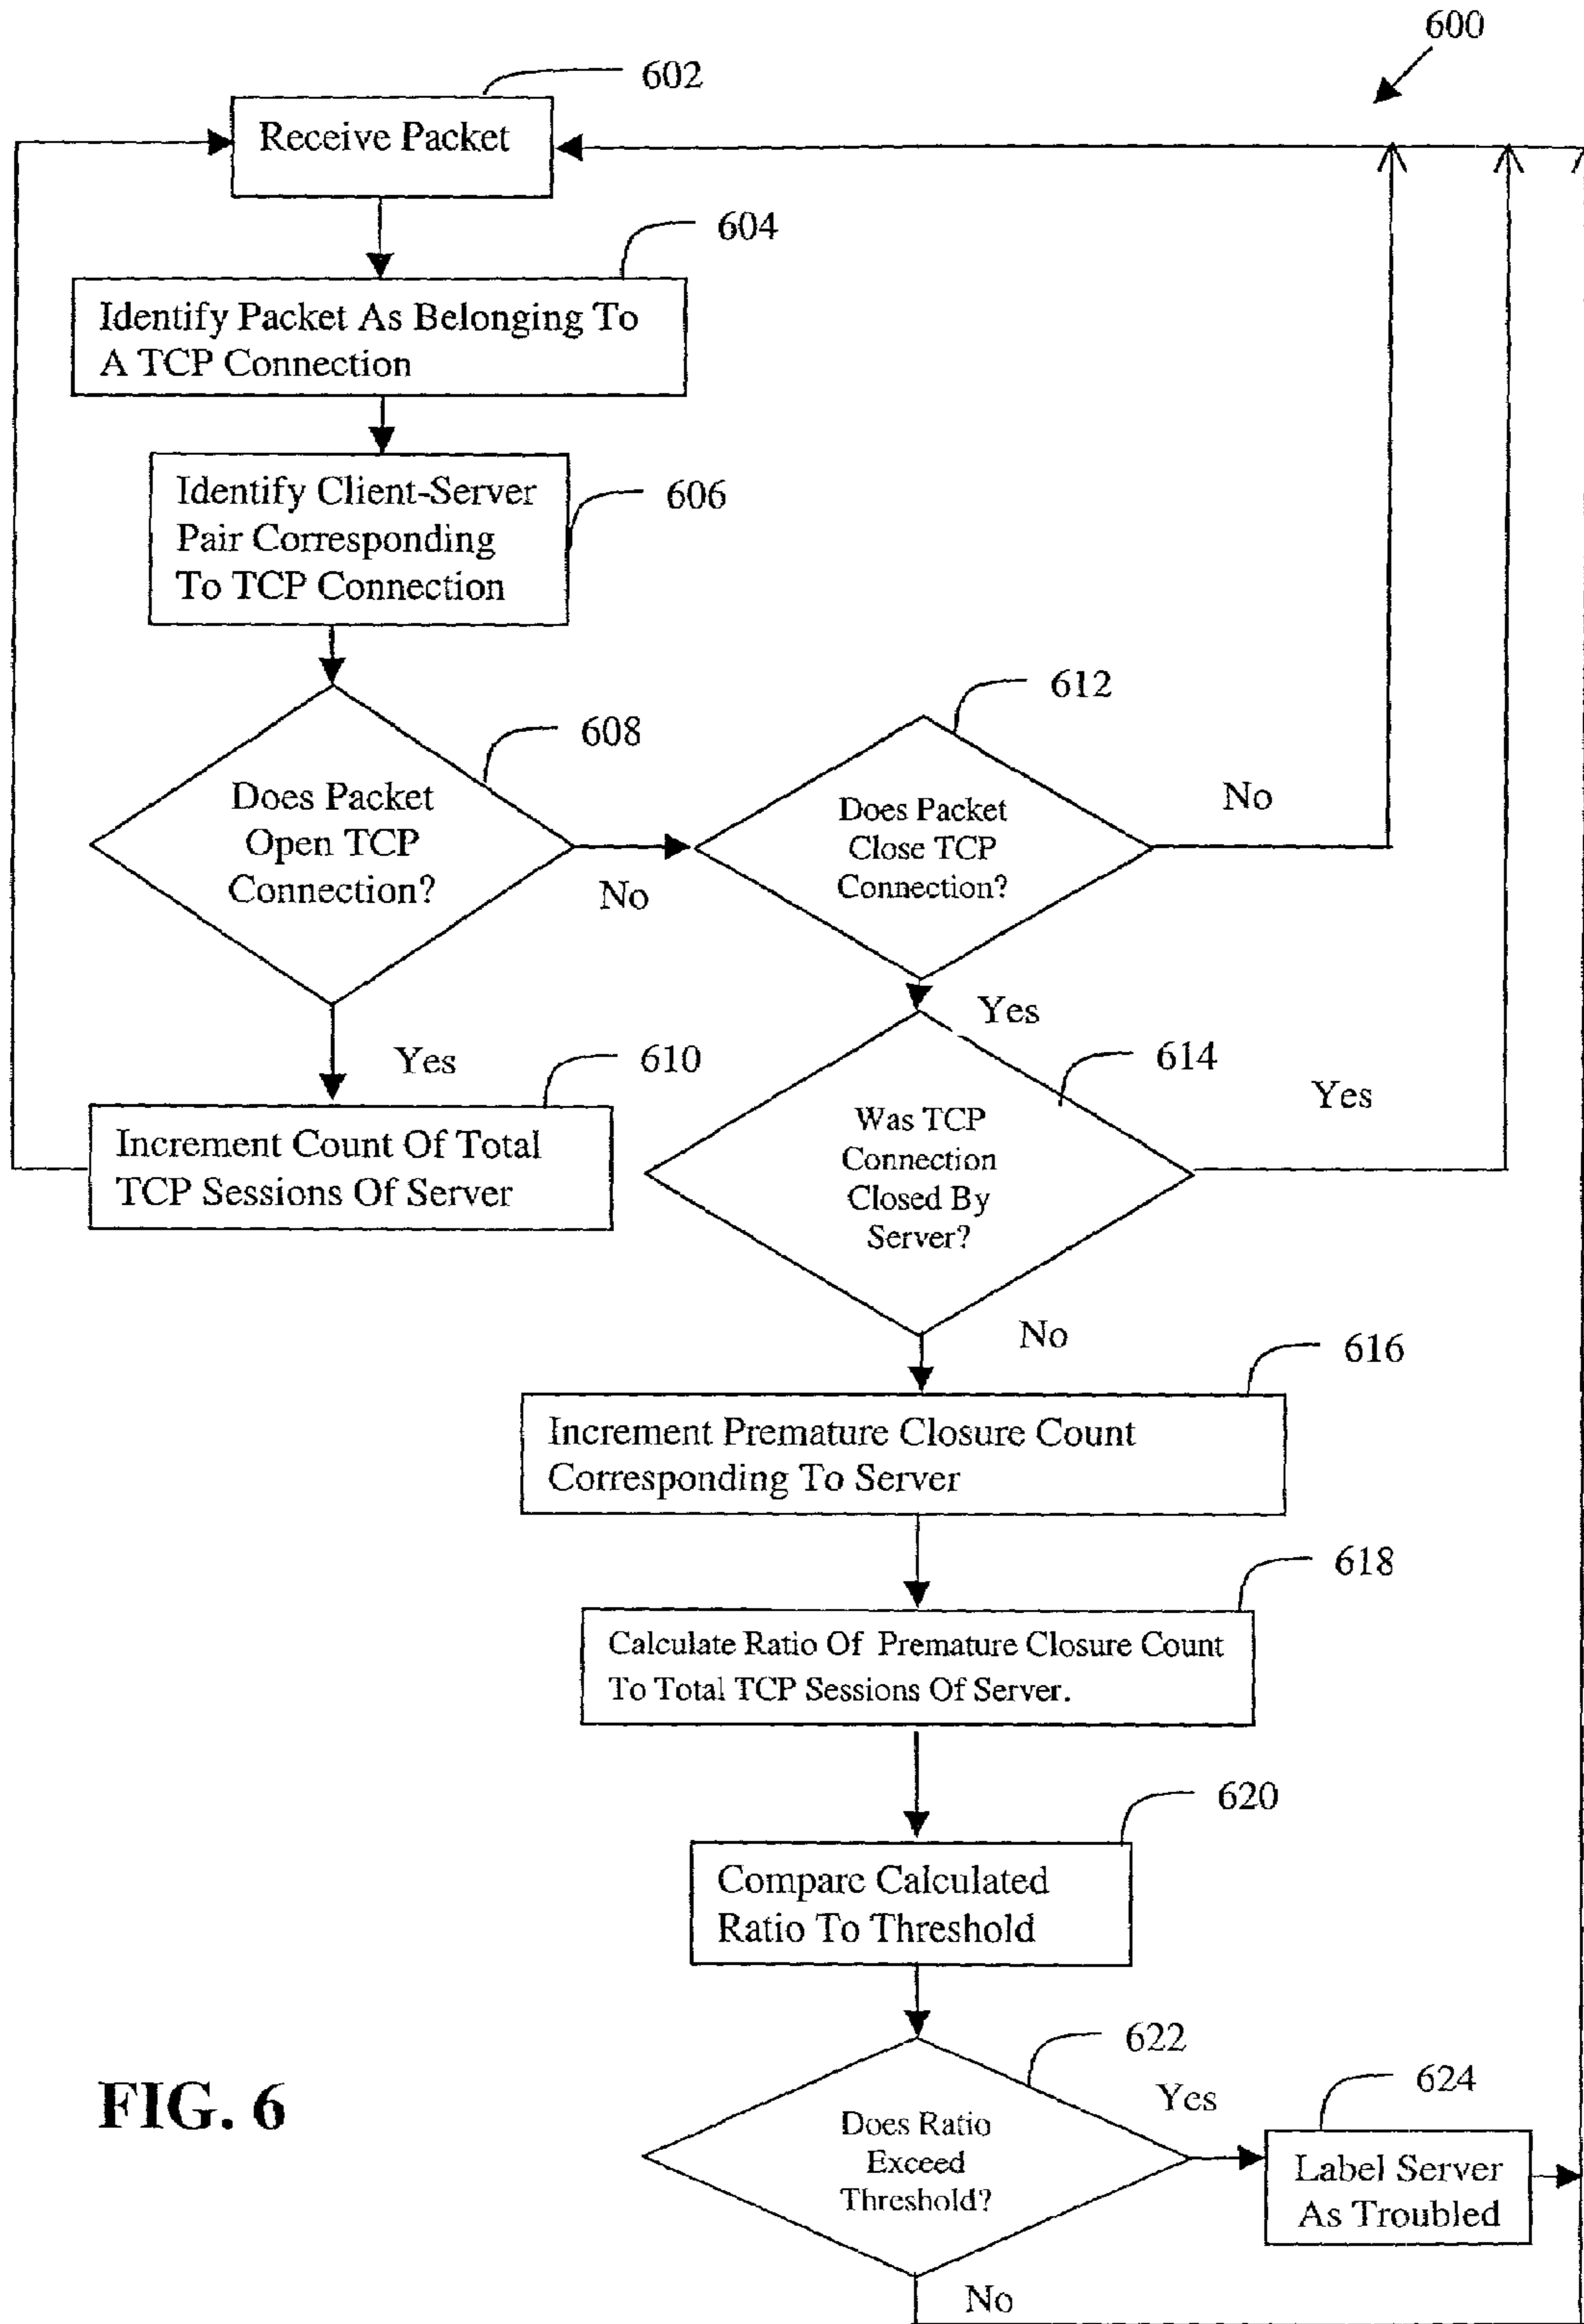 600
602
Receive Packet
604
Identify Packet As Belonging To
A TCP Connection
Identify Client-Server
Pair Corresponding
To TCP Connection
606
612
608
Does Packet
Open TCP
Connection?
No
Does Packet
Close TCP
Connection?
No
Yes
Yes
610
614
Yes
Increment Count Of Total
TCP Sessions Of Server
Was TCP
Connection
Closed By
Server?
No
616
Increment Premature Closure Count
Corresponding To Server
618
Calculate Ratio Of Premature Closure Count
To Total TCP Sessions Of Server.
620
Compare Calculated
Ratio To Threshold
622
Yes
624
FIG. 6
Does Ratio
Exceed
Threshold?
Label Server
As Troubled
No